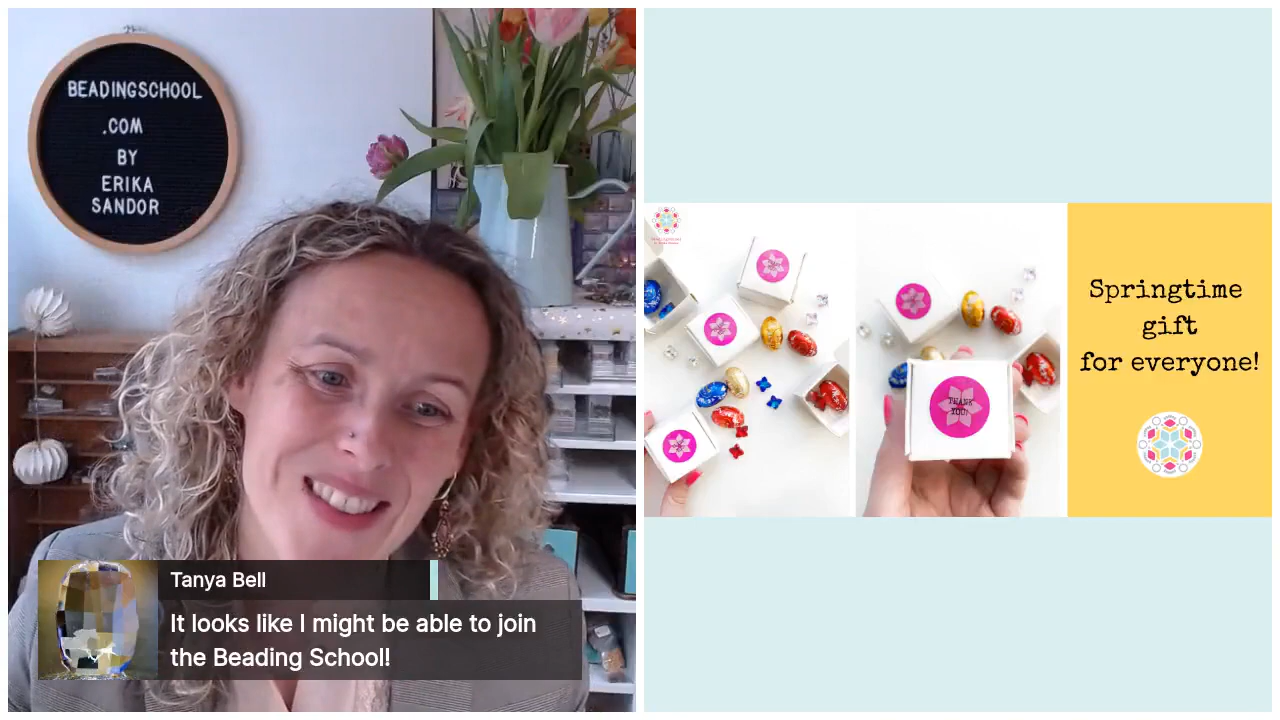 BEADINGSCHOOL
.COM
BY
ERIKA
SANDOR
Tanya Bell
It looks like I might be able to join
the Beading School!
THANK
YOU!
Springtime
gift
for everyone!